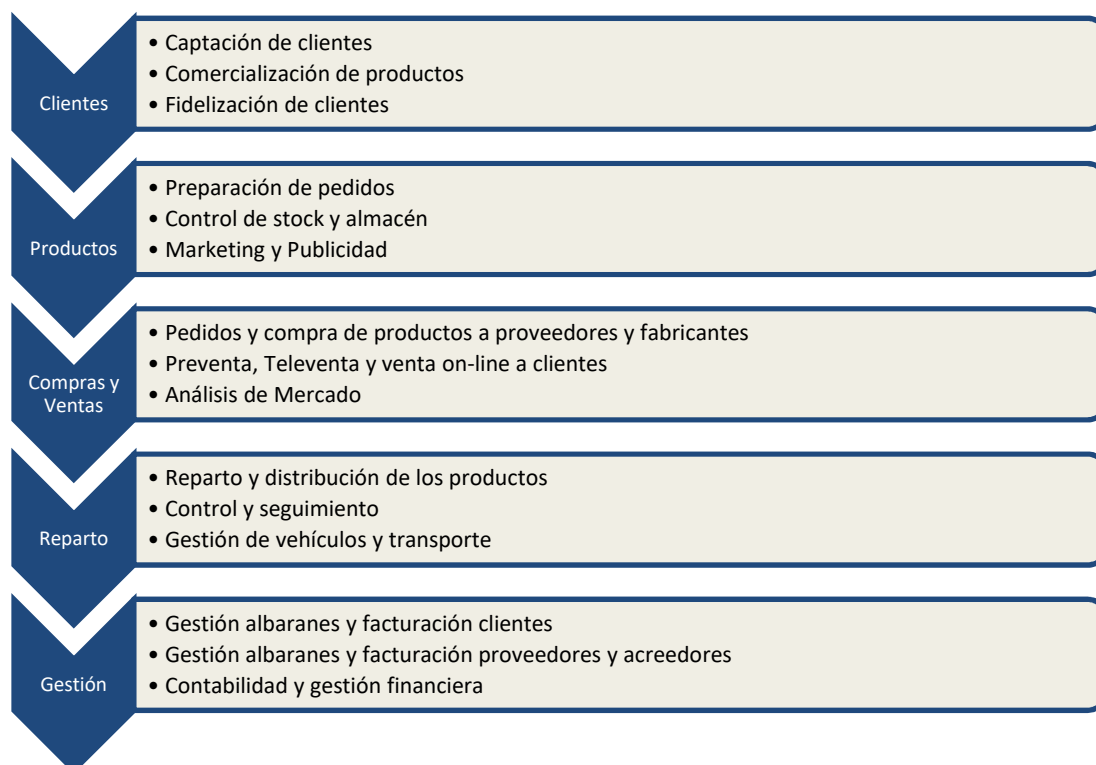 Clientes
• Captación de clientes
• Comercialización de productos
• Fidelización de clientes
Productos
• Preparación de pedidos
• Control de stock y almacén
• Marketing y Publicidad
Compras y
Ventas
• Pedidos y compra de productos a proveedores y fabricantes
• Preventa, Televenta y venta on-line a clientes
• Análisis de Mercado
Reparto
• Reparto y distribución de los productos
• Control y seguimiento
• Gestión de vehículos y transporte
Gestión
• Gestión albaranes y facturación clientes
• Gestión albaranes y facturación proveedores y acreedores
• Contabilidad y gestión financiera